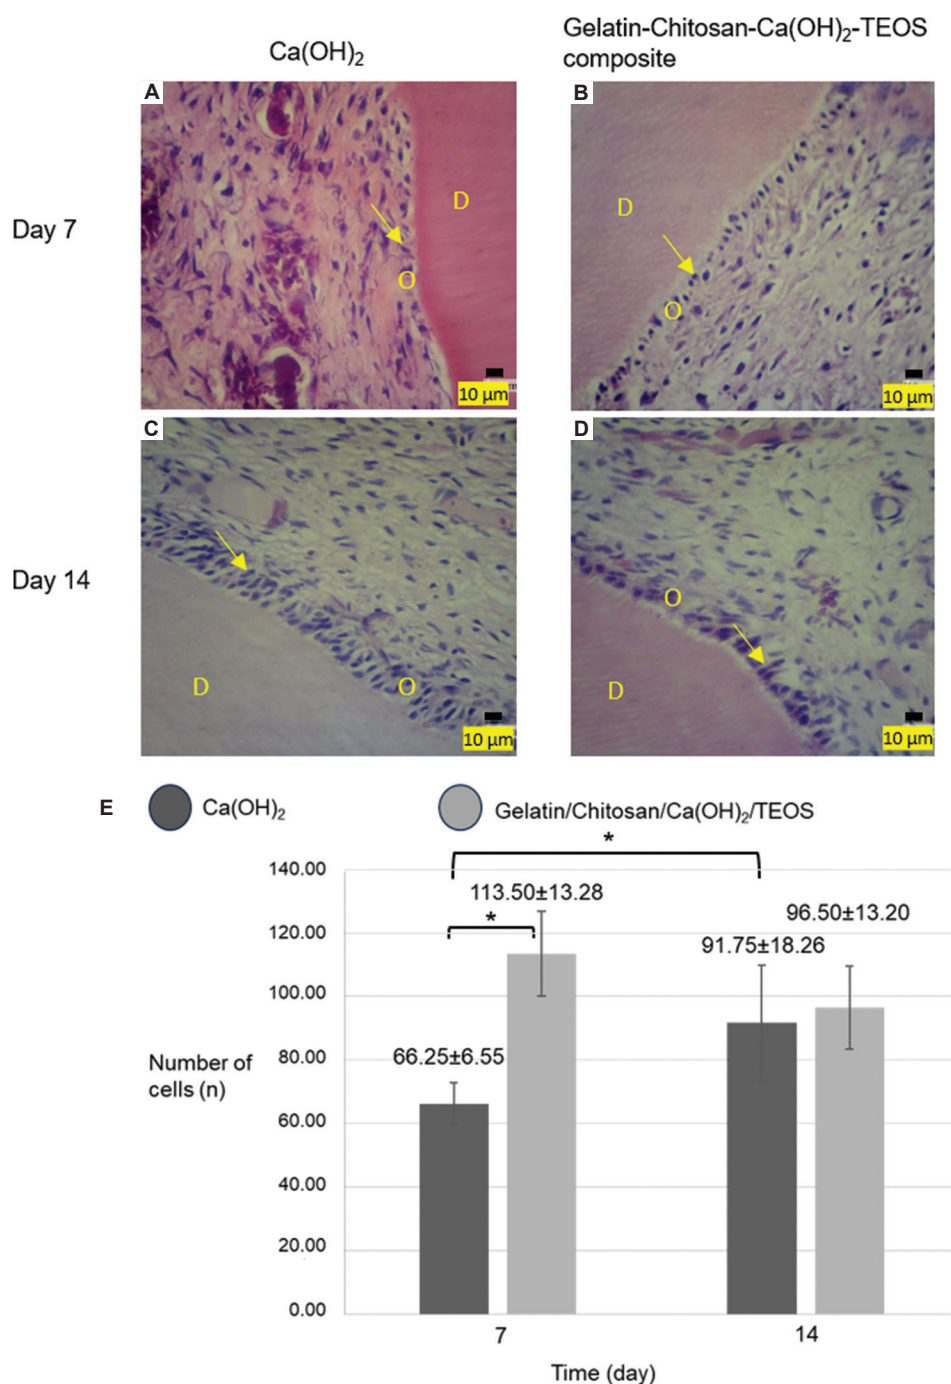 Ca(OH)₂
Gelatin-Chitosan-Ca(OH)₂-TEOS
composite
Day 7
A
D
O
10 µm
B
D
O
10 µm
Day 14
C
D
O
10 µm
D
O
D
10 µm
E
Ca(OH)₂
Gelatin/Chitosan/Ca(OH)₂/TEOS
*
140.00
113.50±13.28
*
96.50±13.20
120.00
91.75±18.26
100.00
80.00
Number of
cells (n)
66.25±6.55
60.00
40.00
20.00
0.00
7
14
Time (day)